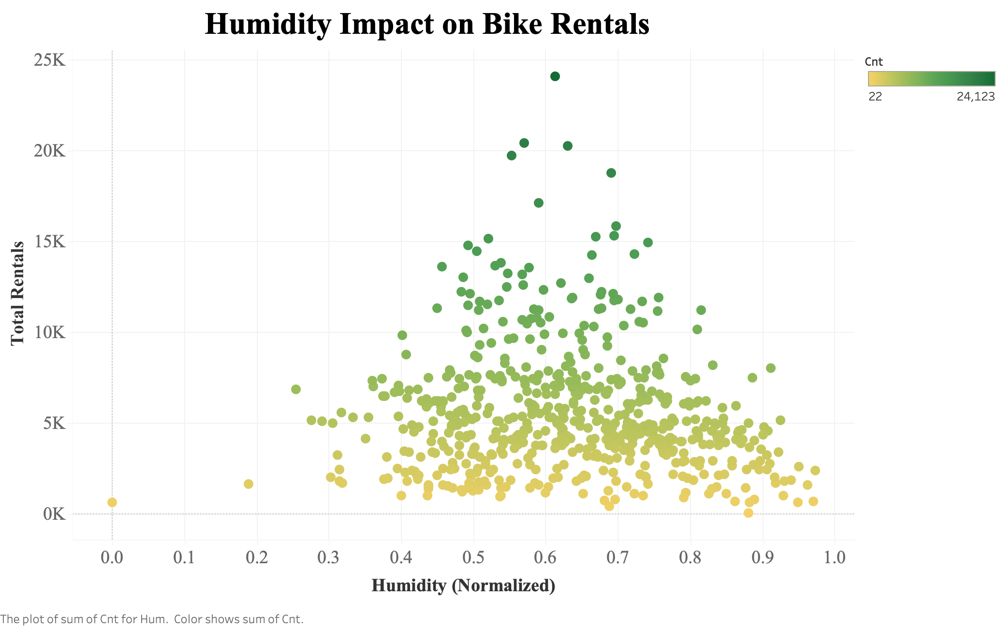 Humidity Impact on Bike Rentals
Cnt
22 24,123
Total Rentals
25K
20K
15K
10K
5K
0K
0.0 0.1 0.2 0.3 0.4 0.5 0.6 0.7 0.8 0.9 1.0
Humidity (Normalized)
The plot of sum of Cnt for Hum. Color shows sum of Cnt.